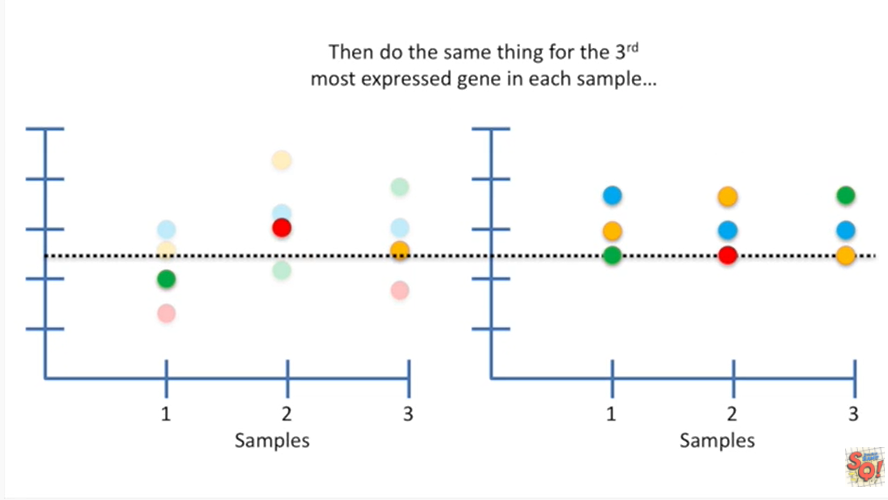 Then do the same thing for the 3rd
most expressed gene in each sample...
1 2 3
Samples
1 2 3
Samples
SQ!